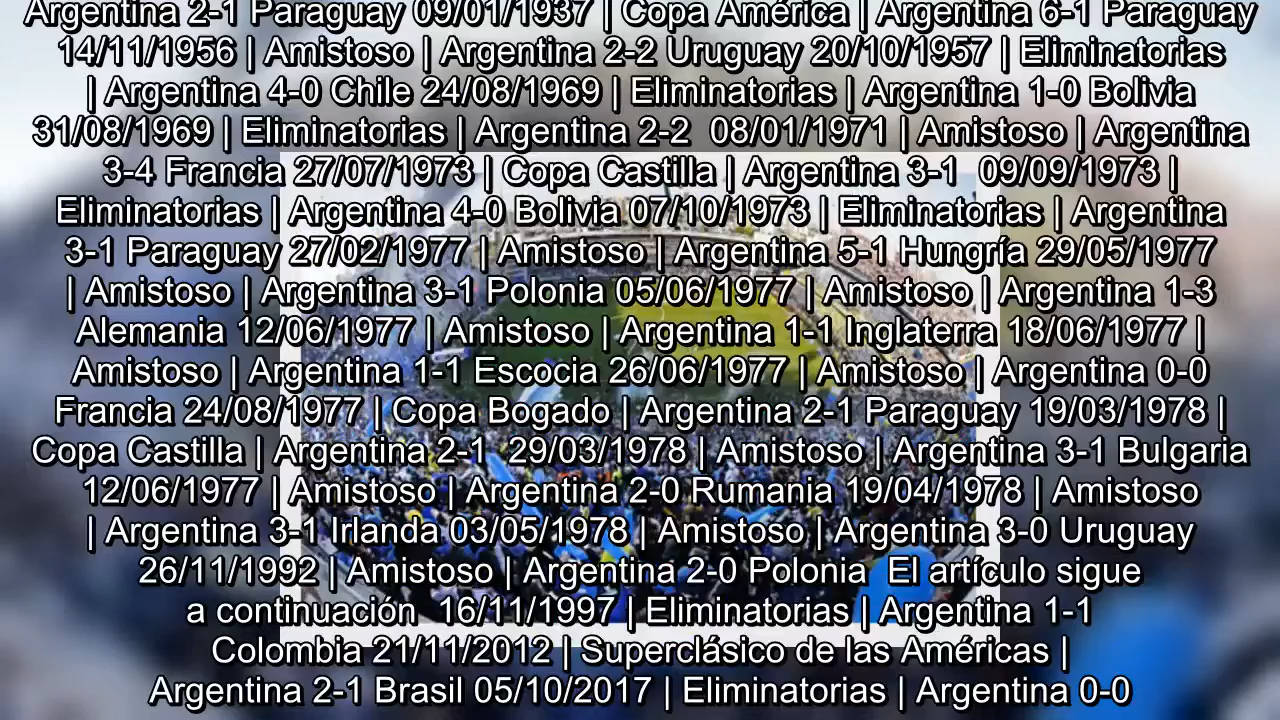 Argentina 2-1 Paraguay 09/01/1937 | Copa América | Argentina 6-1 Paraguay
14/11/1956 | Amistoso | Argentina 2-2 Uruguay 20/10/1957 | Eliminatorias
| Argentina 4-0 Chile 24/08/1969 | Eliminatorias | Argentina 1-0 Bolivia
31/08/1969 | Eliminatorias | Argentina 2-2 08/01/1971 | Amistoso | Argentina
3-4 Francia 27/07/1973 | Copa Castilla | Argentina 3-1 09/09/1973 |
Eliminatorias | Argentina 4-0 Bolivia 07/10/1973 | Eliminatorias | Argentina
3-1 Paraguay 27/02/1977 | Amistoso | Argentina 5-1 Hungría 29/05/1977
| Amistoso | Argentina 3-1 Polonia 05/06/1977 | Amistoso | Argentina 1-3
Alemania 12/06/1977 | Amistoso | Argentina 1-1 Inglaterra 18/06/1977 |
Amistoso | Argentina 1-1 Escocia 26/06/1977 | Amistoso | Argentina 0-0
Francia 24/08/1977 | Copa Bogado | Argentina 2-1 Paraguay 19/03/1978 |
Copa Castilla | Argentina 2-1 29/03/1978 | Amistoso | Argentina 3-1 Bulgaria
12/06/1977 | Amistoso | Argentina 2-0 Rumania 19/04/1978 | Amistoso
| Argentina 3-1 Irlanda 03/05/1978 | Amistoso | Argentina 3-0 Uruguay
26/11/1992 | Amistoso | Argentina 2-0 Polonia El artículo sigue
a continuación 16/11/1997 | Eliminatorias | Argentina 1-1
Colombia 21/11/2012 | Superclásico de las Américas |
Argentina 2-1 Brasil 05/10/2017 | Eliminatorias | Argentina 0-0